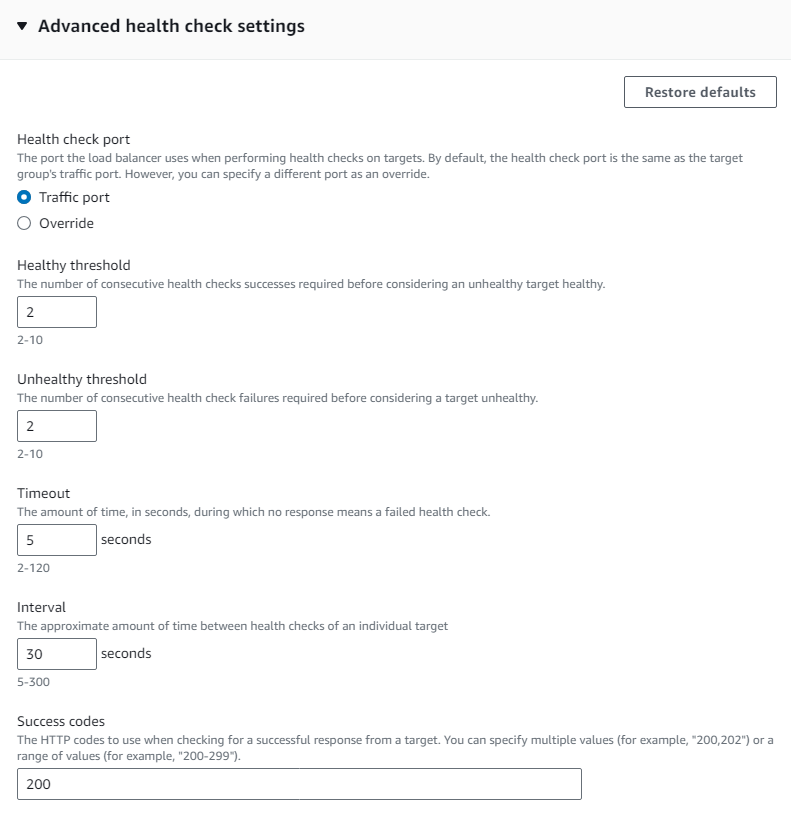 Advanced health check settings
Restore defaults
Health check port
The port the load balancer uses when performing health checks on targets. By default, the health check port is the same as the target
group's traffic port. However, you can specify a different port as an override.
Traffic port
Override
Healthy threshold
The number of consecutive health checks successes required before considering an unhealthy target healthy.
2
2-10
Unhealthy threshold
The number of consecutive health check failures required before considering a target unhealthy.
2
2-10
Timeout
The amount of time, in seconds, during which no response means a failed health check.
5 seconds
2-120
Interval
The approximate amount of time between health checks of an individual target
30 seconds
5-300
Success codes
The HTTP codes to use when checking for a successful response from a target. You can specify multiple values (for example, "200,202") or a
range of values (for example, "200-299").
200